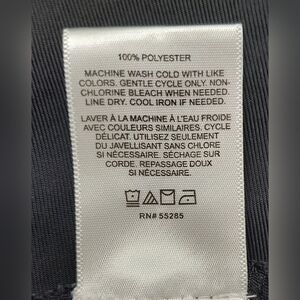 100% POLYESTER
MACHINE WASH COLD WITH LIKE
COLORS. GENTLE CYCLE ONLY. NON-
CHLORINE BLEACH WHEN NEEDED.
LINE DRY. COOL IRON IF NEEDED.
LAVER À LA MACHINE À L'EAU FROIDE
AVEC COULEURS SIMILAIRES. CYCLE
DÉLICAT. UTILISEZ SEULEMENT
DU JAVELLISANT SANS CHLORE
SI NÉCESSAIRE. SÉCHAGE SUR
CORDE. REPASSAGE DOUX
SI NÉCESSAIRE.
RN# 55285